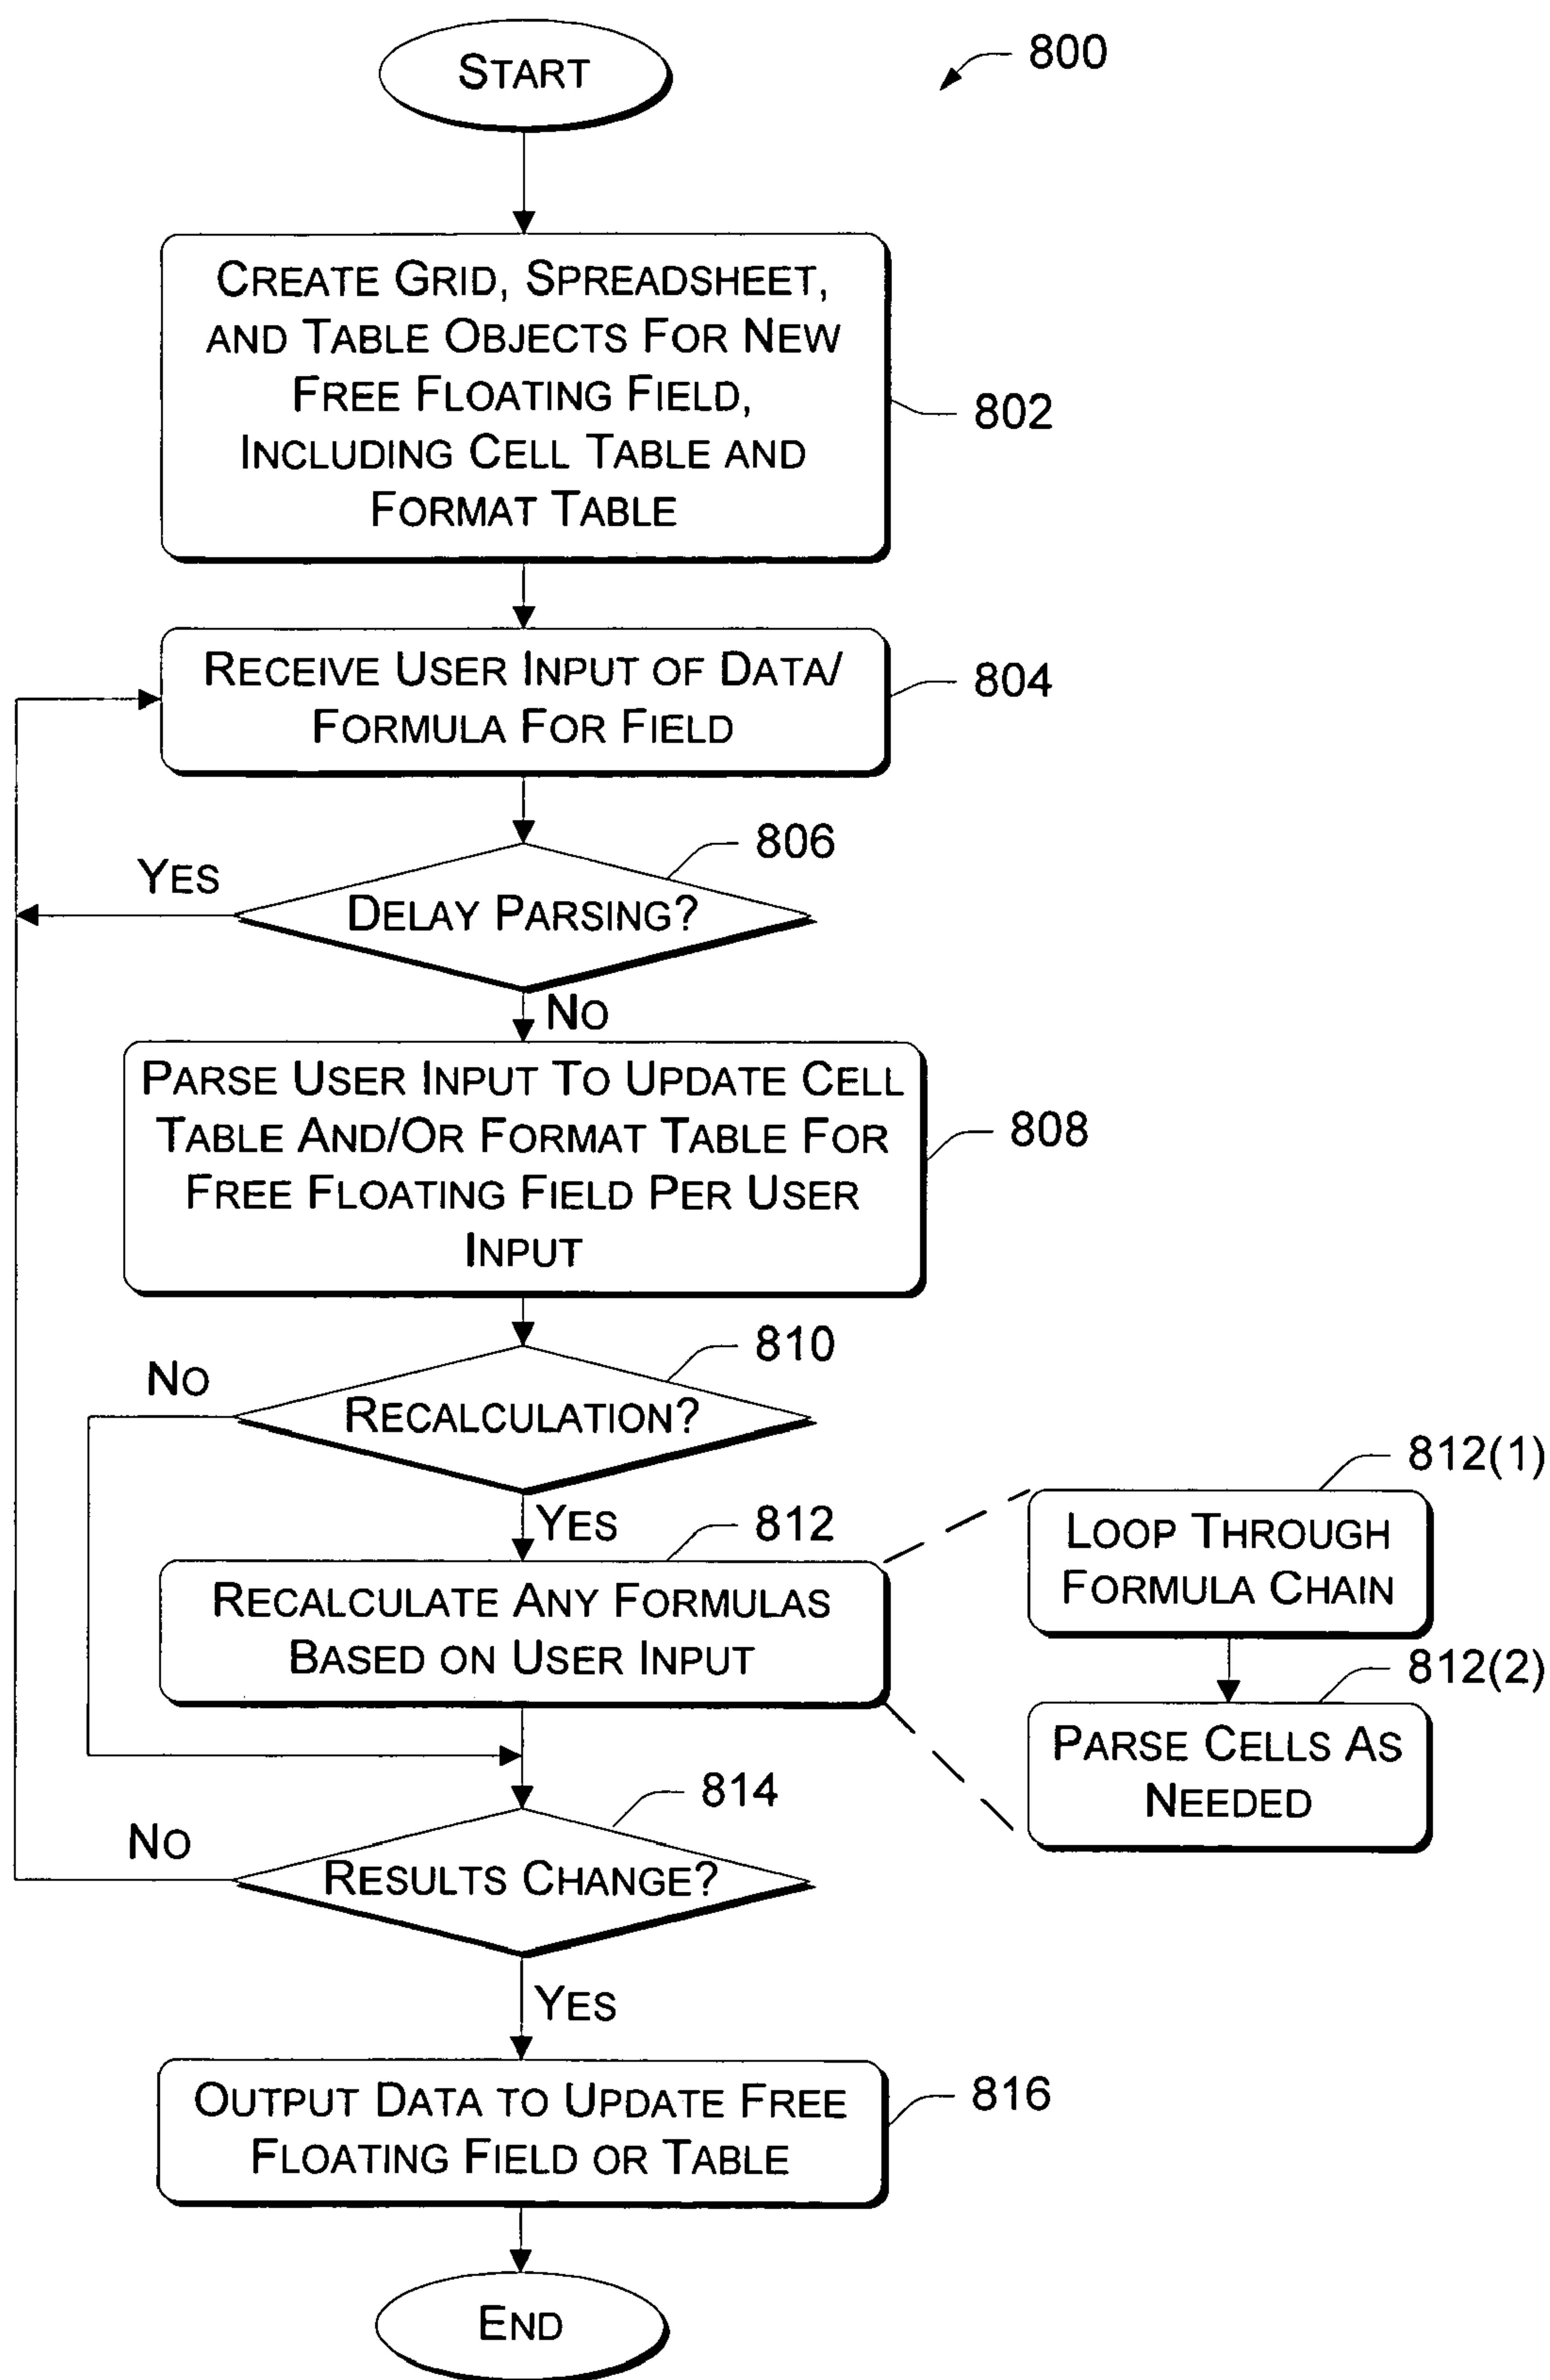 START
800
CREATE GRID, SPREADSHEET,
AND TABLE OBJECTS FOR NEW
FREE FLOATING FIELD,
INCLUDING CELL TABLE AND
FORMAT TABLE
802
RECEIVE USER INPUT OF DATA/
FORMULA FOR FIELD
804
806
YES
DELAY PARSING?
NO
PARSE USER INPUT TO UPDATE CELL
TABLE AND/OR FORMAT TABLE FOR
FREE FLOATING FIELD PER USER
INPUT
808
810
NO
RECALCULATION?
YES
812
RECALCULATE ANY FORMULAS
BASED ON USER INPUT
812(1)
LOOP THROUGH
FORMULA CHAIN
812(2)
PARSE CELLS AS
NEEDED
814
NO
RESULTS CHANGE?
YES
OUTPUT DATA TO UPDATE FREE
FLOATING FIELD OR TABLE
816
END